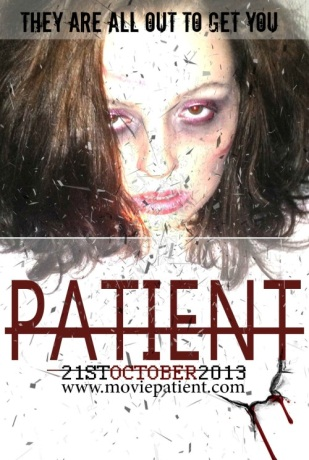 THEY ARE ALL OUT TO GET YOU
PATIENT
21STOCTOBER2013
www.moviepatient.com